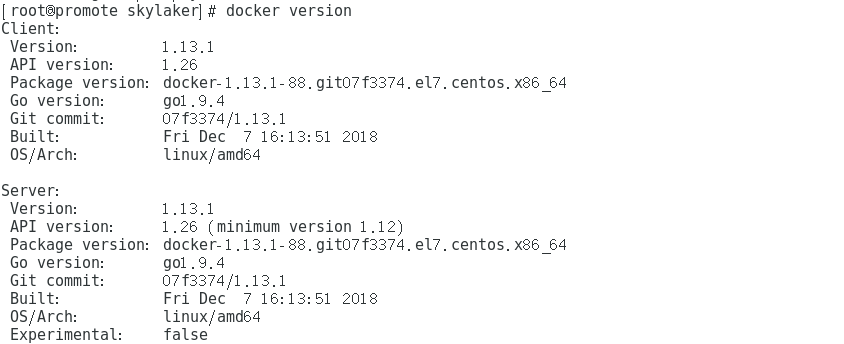 [root@promote skylaker]# docker version
Client:
 Version:         1.13.1
 API version:     1.26
 Package version: docker-1.13.1-88.git07f3374.el7.centos.x86_64
 Go version:      go1.9.4
 Git commit:      07f3374/1.13.1
 Built:           Fri Dec  7 16:13:51 2018
 OS/Arch:         linux/amd64

Server:
 Version:         1.13.1
 API version:     1.26 (minimum version 1.12)
 Package version: docker-1.13.1-88.git07f3374.el7.centos.x86_64
 Go version:      go1.9.4
 Git commit:      07f3374/1.13.1
 Built:           Fri Dec  7 16:13:51 2018
 OS/Arch:         linux/amd64
 Experimental:    false